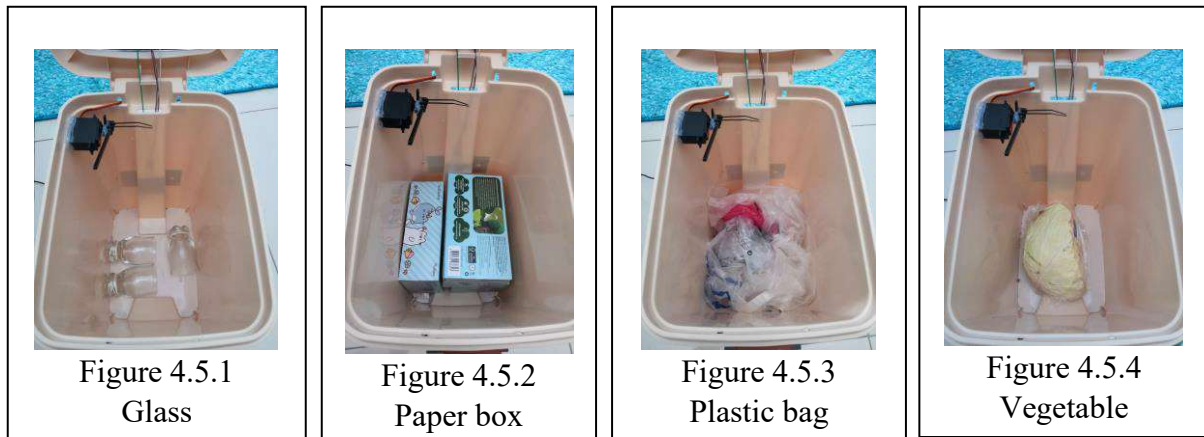 Figure 4.5.1
Glass
Figure 4.5.2
Paper box
Figure 4.5.3
Plastic bag
Figure 4.5.4
Vegetable